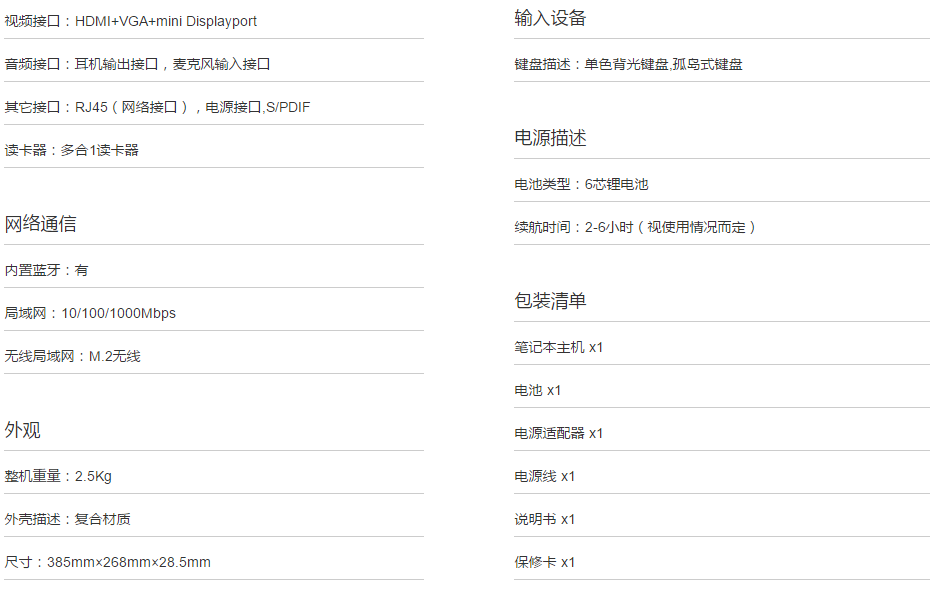 视频接口：HDMI+VGA+mini Displayport
音频接口：耳机输出接口，麦克风输入接口
其它接口：RJ45（网络接口），电源接口,S/PDIF
读卡器：多合1读卡器
网络通信
内置蓝牙：有
局域网：10/100/1000Mbps
无线局域网：M.2无线
外观
整机重量：2.5Kg
外壳描述：复合材质
尺寸：385mm×268mm×28.5mm
输入设备
键盘描述：单色背光键盘,孤鸟式键盘
电源描述
电池类型：6芯锂电池
续航时间：2-6小时（视使用情况而定）
包装清单
笔记本主机 x1
电池 x1
电源适配器 x1
电源线 x1
说明书 x1
保修卡 x1